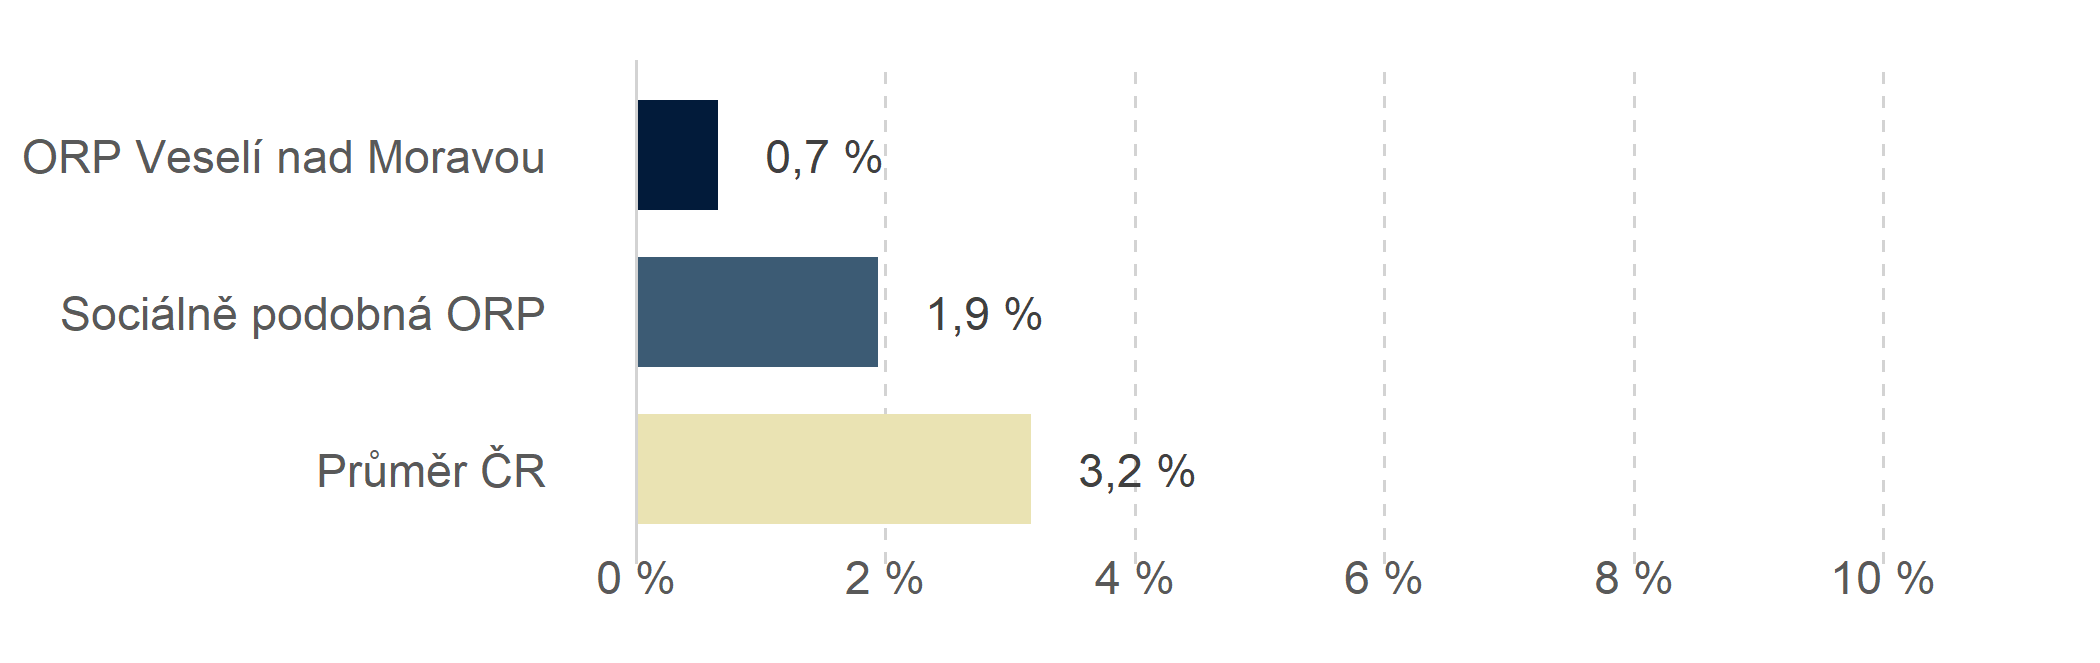 ORP Veselí nad Moravou 0,7 %
Sociálně podobná ORP 1,9 %
Průměr ČR 3,2 %
0 % 2 % 4 % 6 % 8 % 10 %